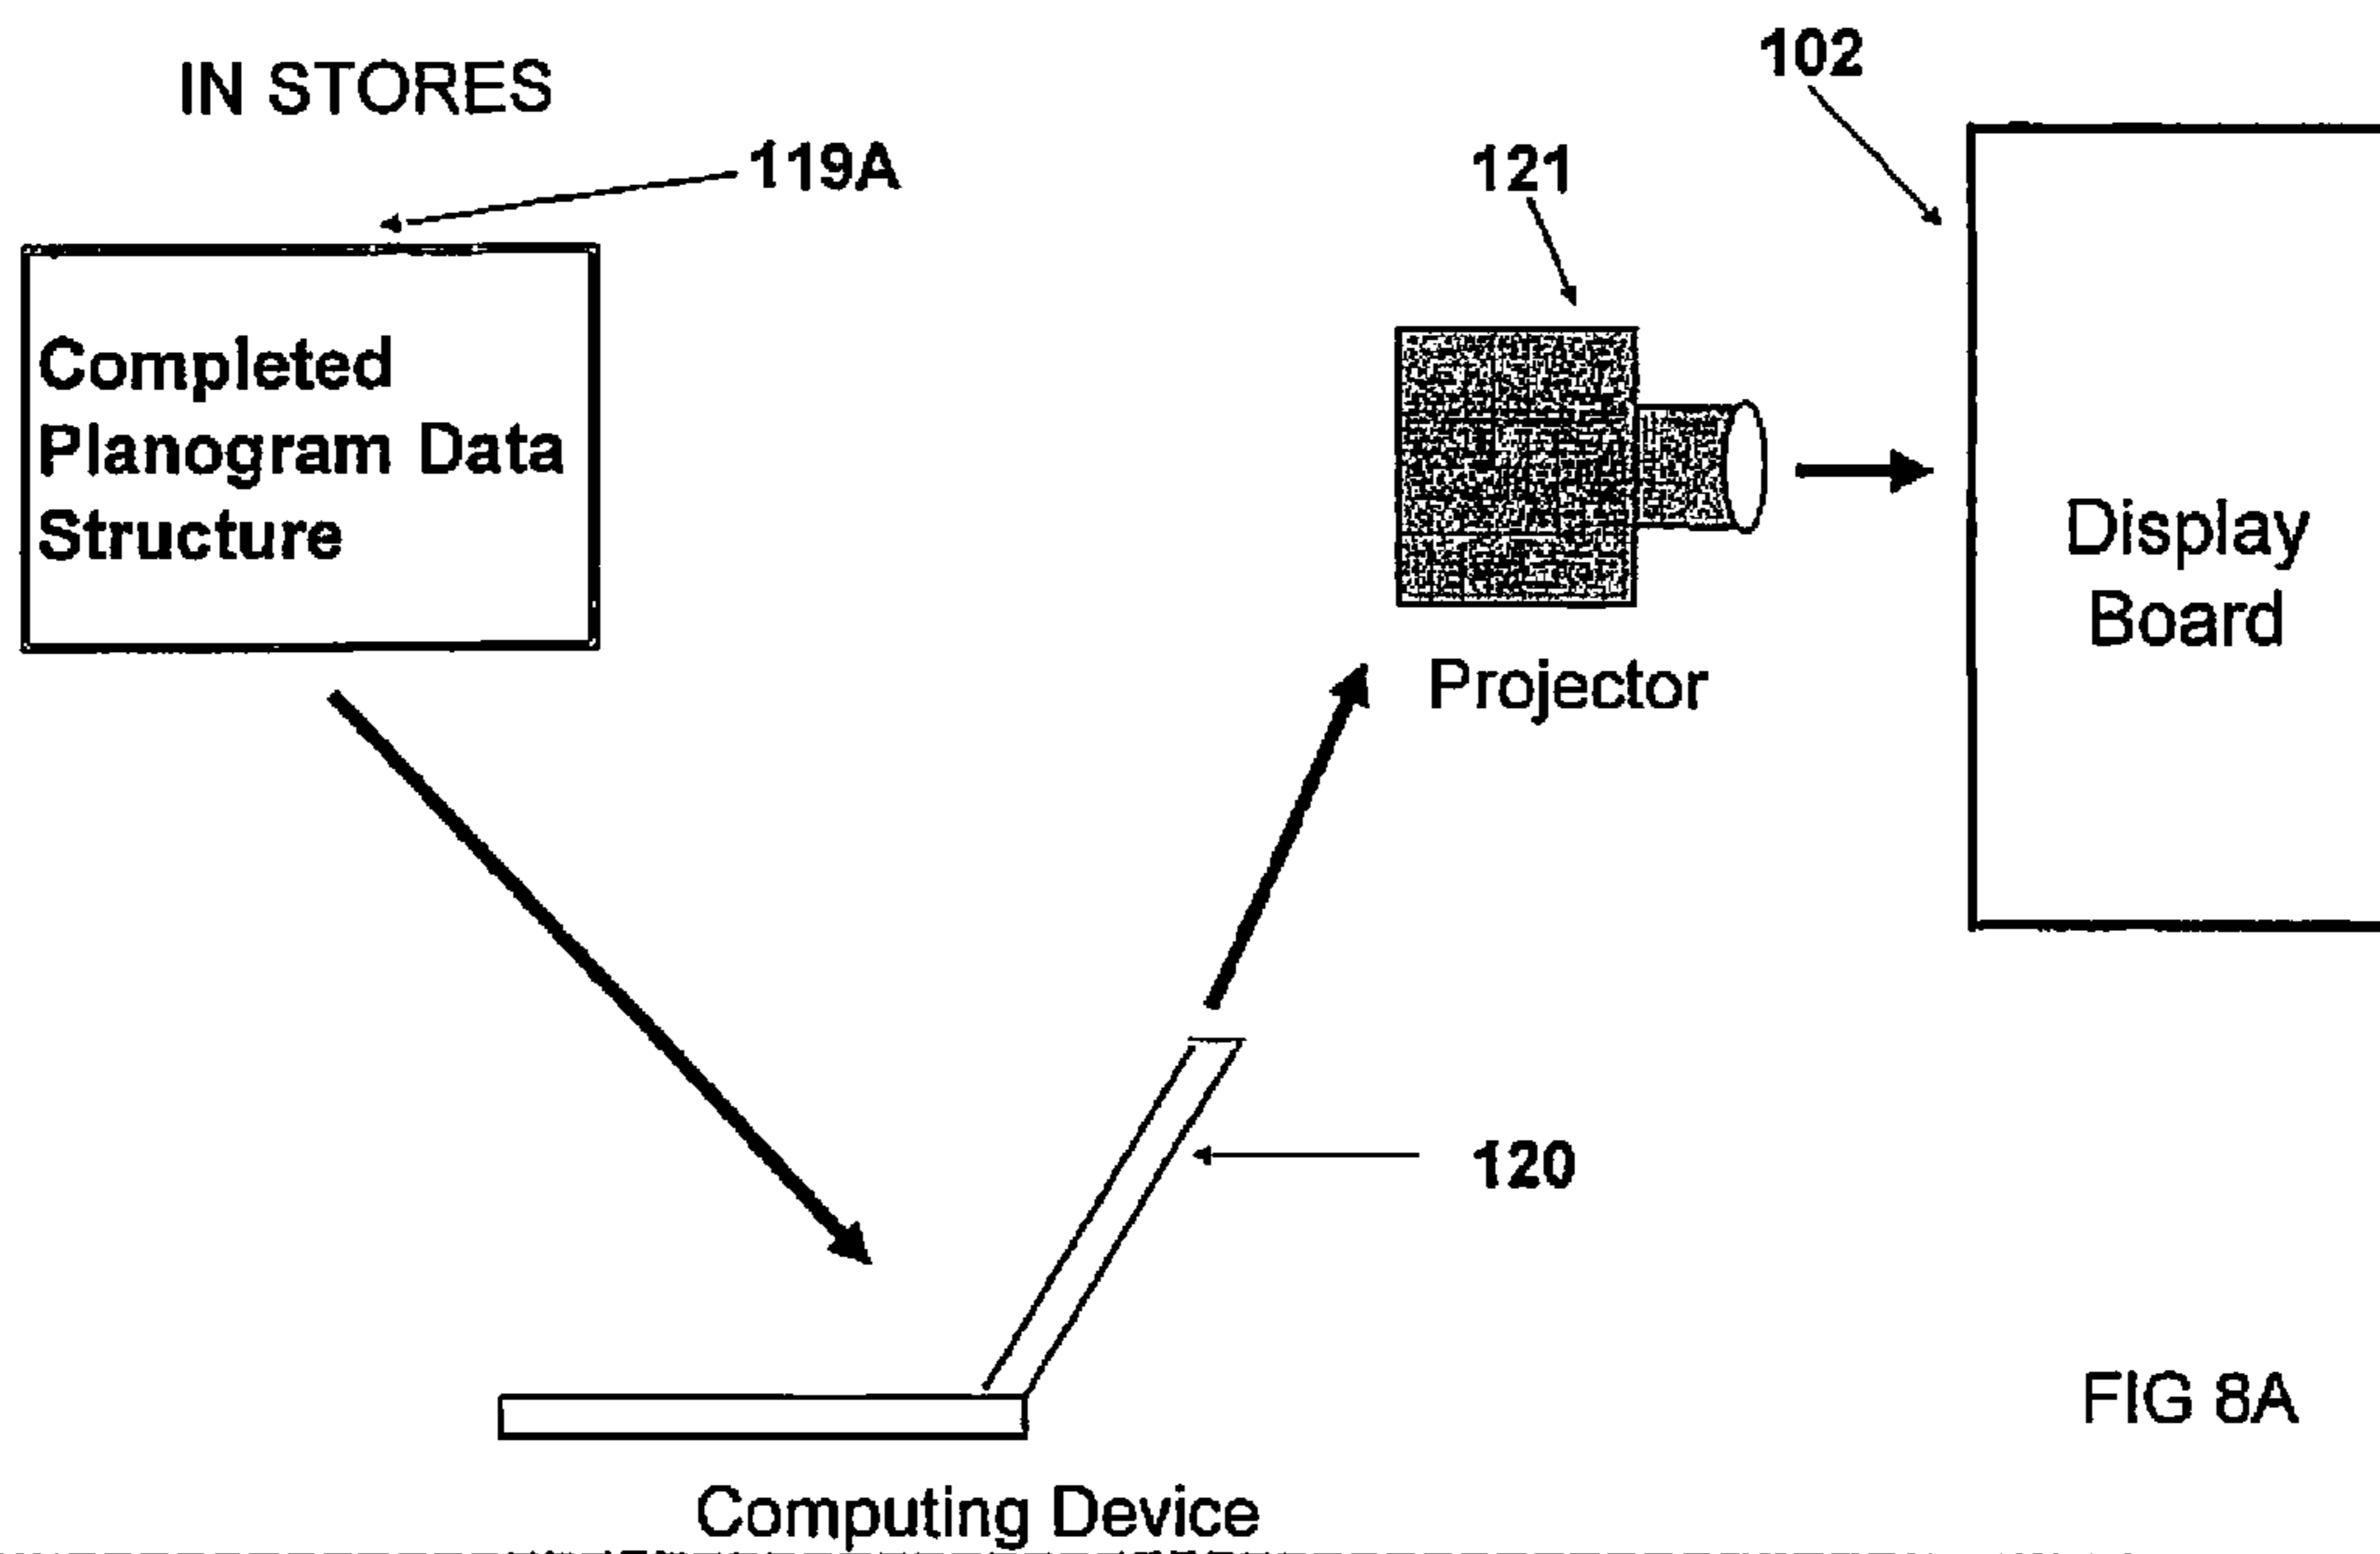 IN STORES
119A
102
121
Completed
Planogram Data
Structure
Display
Board
Projector
120
FIG 8A
Computing Device